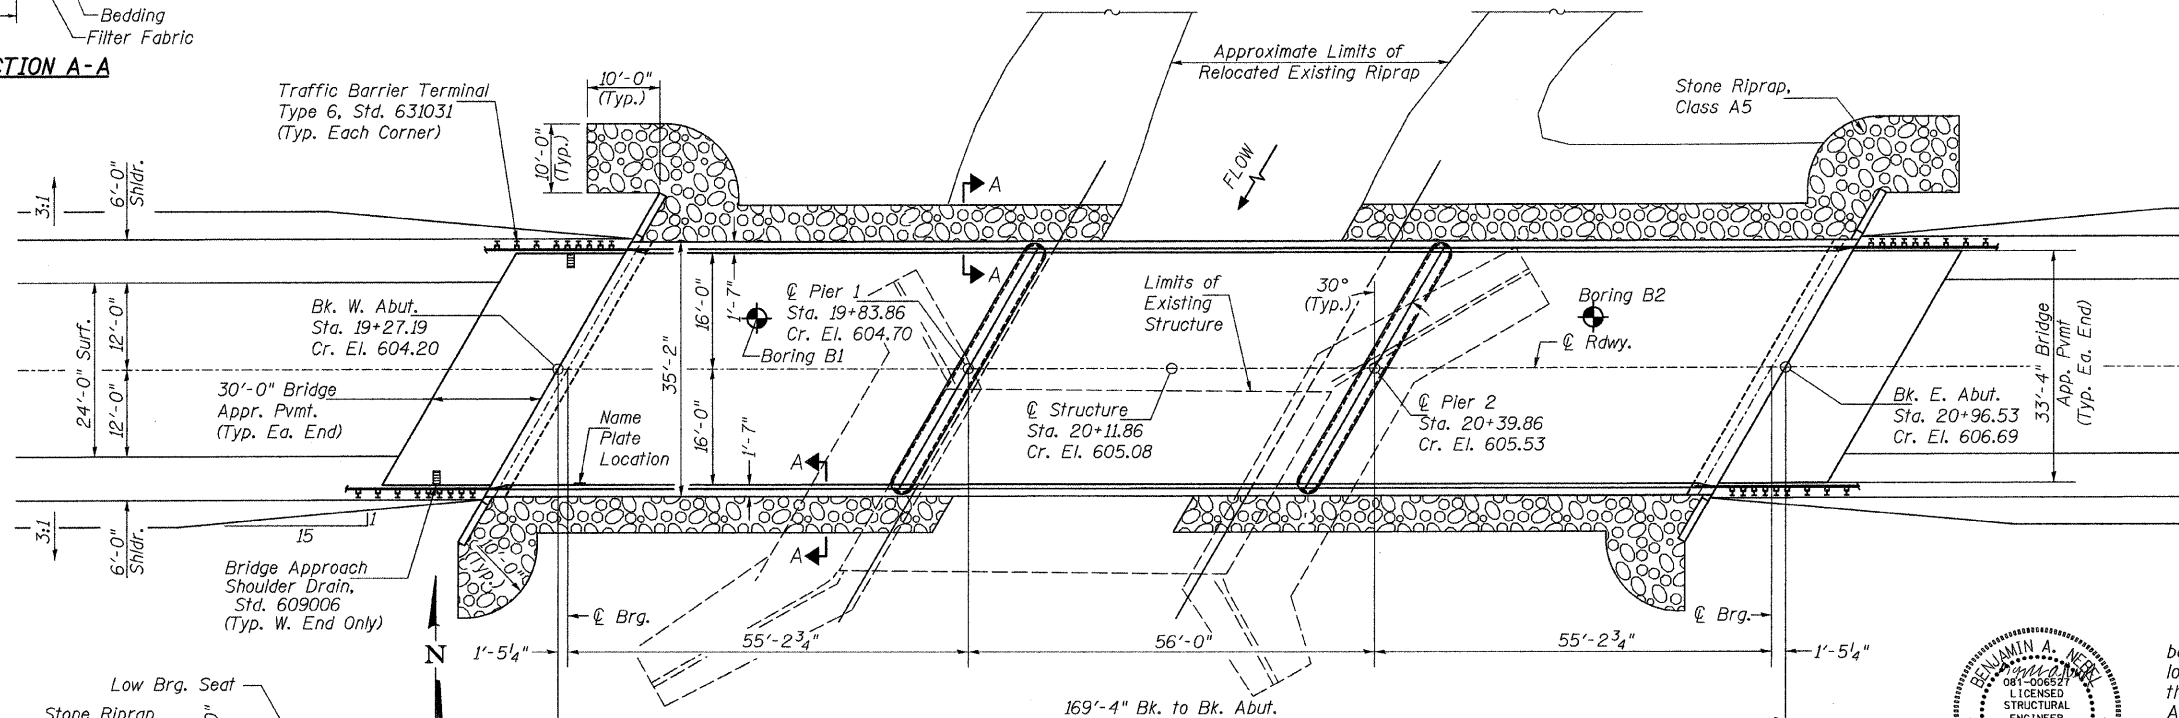 Bedding
Filter Fabric
CTION A-A
Traffic Barrier Terminal
Type 6, Std. 631031
(Typ. Each Corner)
10'-0"
(Typ.)
10'-0"
(Typ.)
Approximate Limits of
Relocated Existing Riprap
Stone Riprap,
Class A5
FLOW
3:1
6'-0"
Shldr.
A
A
Bk. W. Abut.
Sta. 19+27.19
Cr. El. 604.20
24'-0" Surf.
12'-0"
12'-0"
30'-0" Bridge
Appr. Pvmt.
(Typ. Ea. End)
Name
Plate
Location
35'-2"
16'-0"
16'-0"
1'-7"
1'-7"
Boring B1
℄ Pier 1
Sta. 19+83.86
Cr. El. 604.70
Limits of
Existing
Structure
30°
(Typ.)
Boring B2
℄ Rdwy.
℄ Structure
Sta. 20+11.86
Cr. El. 605.08
℄ Pier 2
Sta. 20+39.86
Cr. El. 605.53
Bk. E. Abut.
Sta. 20+96.53
Cr. El. 606.69
33'-4" Bridge
App. Pvmt
(Typ. Ea. End)
A
A
3:1
6'-0"
Shldr.
15
1
Bridge Approach
Shoulder Drain,
Std. 609006
(Typ. W. End Only)
(Typ.)
℄ Brg.
℄ Brg.
N
1'-5¼"
55'-2¾"
56'-0"
55'-2¾"
1'-5¼"
169'-4" Bk. to Bk. Abut.
Low Brg. Seat
Stone Riprap
BENJAMIN A.
081-006527
LICENSED
STRUCTURAL
ENGINEER